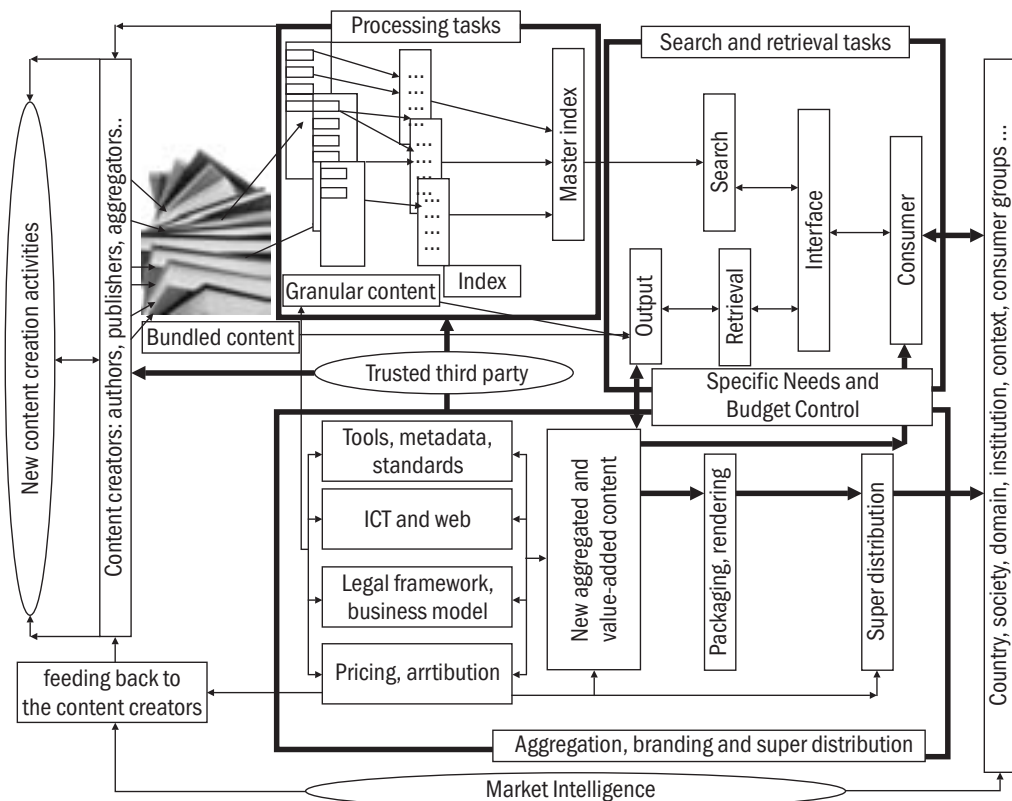 Processing tasks
Search and retrieval tasks
New content creation activities
Content creators: authors, publishers, aggregators..
...
...
...
...
...
...
...
...
...
...
...
...
Master index
Index
Granular content
Bundled content
Search
Interface
Consumer
Output
Retrieval
Country, society, domain, institution, context, consumer groups ...
Trusted third party
Specific Needs and
Budget Control
Tools, metadata,
standards
ICT and web
Legal framework,
business model
Pricing, arrtibution
New aggregated and
value-added content
Packaging, rendering
Super distribution
feeding back to
the content creators
Aggregation, branding and super distribution
Market Intelligence